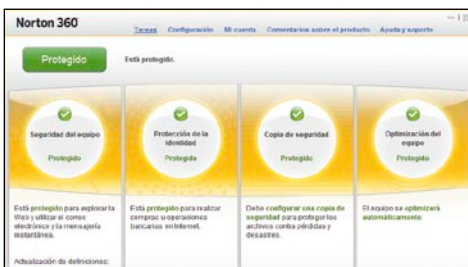 Norton 360
Tareas Configuración Mi cuenta Comentarios sobre el producto Ayuda y soporte
Protegido
Está protegido.
Seguridad del equipo
Protegido
Está protegido para explorar la
Web y utilizar el correo
electrónico y la mensajería
instantánea.
Actualización de definiciones:
Protección de la
identidad
Protegido
Está protegido para realizar
compras u operaciones
bancarias en Internet.
Copia de seguridad
Protegido
Debe configurar una copia de
seguridad para proteger los
archivos contra pérdidas y
desastres.
Optimización del
equipo
Protegido
El equipo se optimizará
automáticamente.